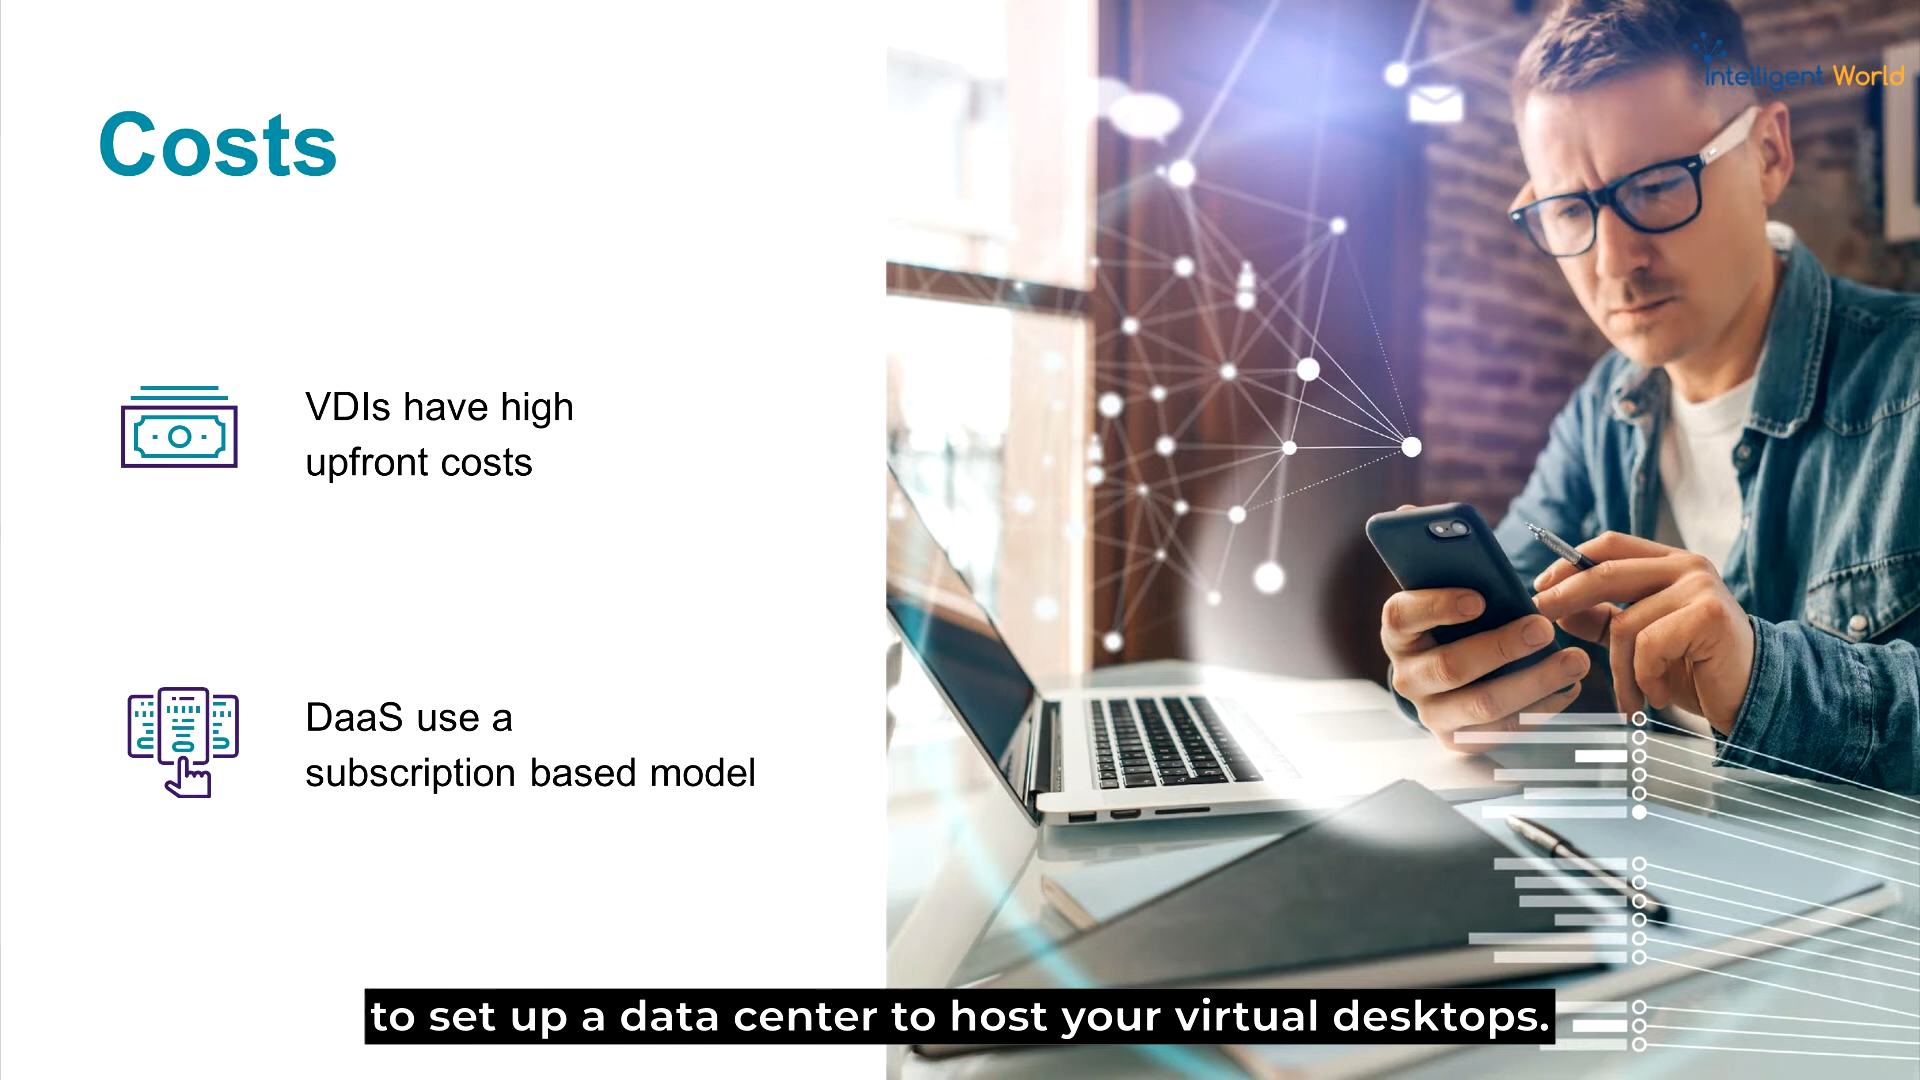 Intelligent World
Costs
VDIs have high
upfront costs
DaaS use a
subscription based model
to set up a data center to host your virtual desktops.